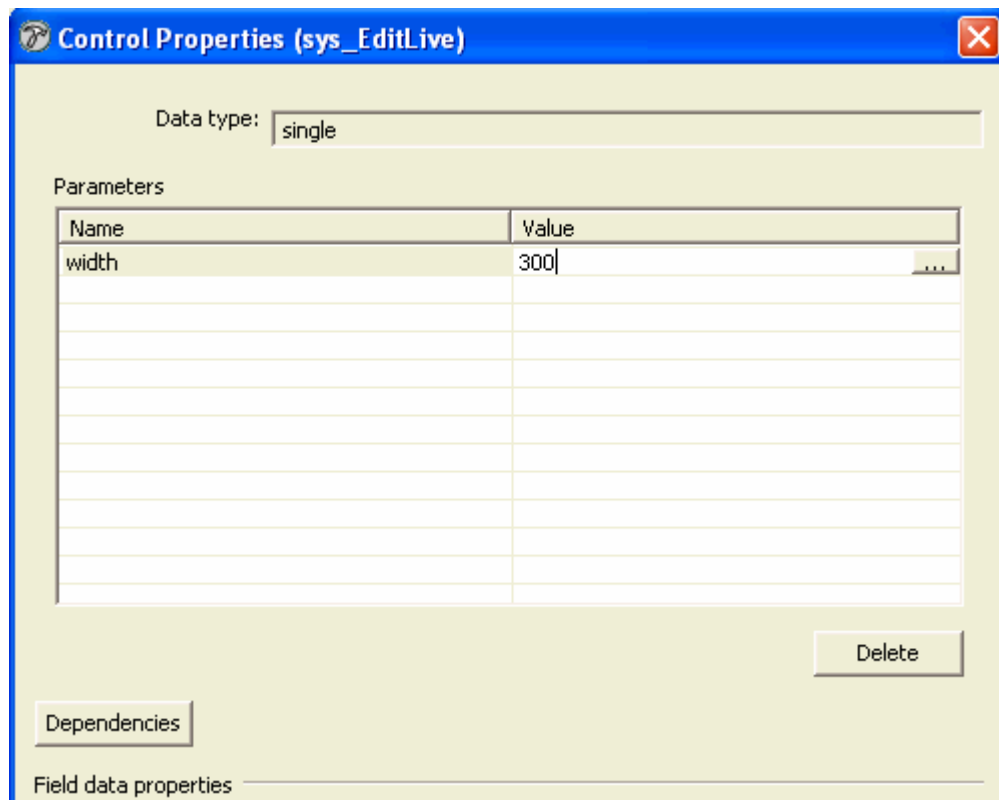 Control Properties (sys_EditLive)
Data type: single
Parameters
Name Value
width 300 ...
Delete
Dependencies
Field data properties